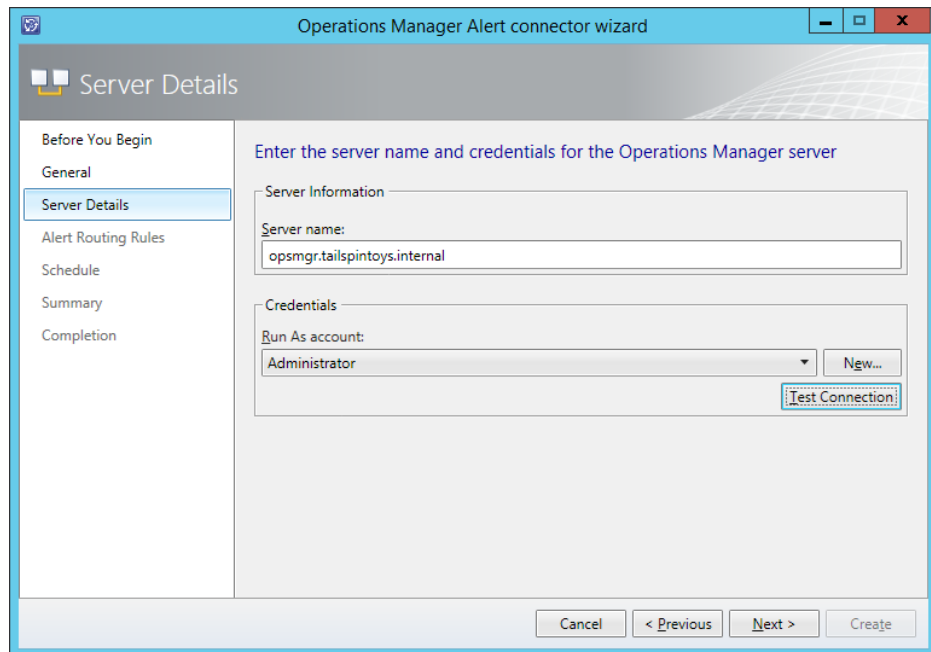 Operations Manager Alert connector wizard
Server Details
Before You Begin
General
Server Details
Alert Routing Rules
Schedule
Summary
Completion
Enter the server name and credentials for the Operations Manager server
Server Information
Server name:
opsmgr.tailspintoys.internal
Credentials
Run As account:
Administrator
New...
Test Connection
Cancel
< Previous
Next >
Create